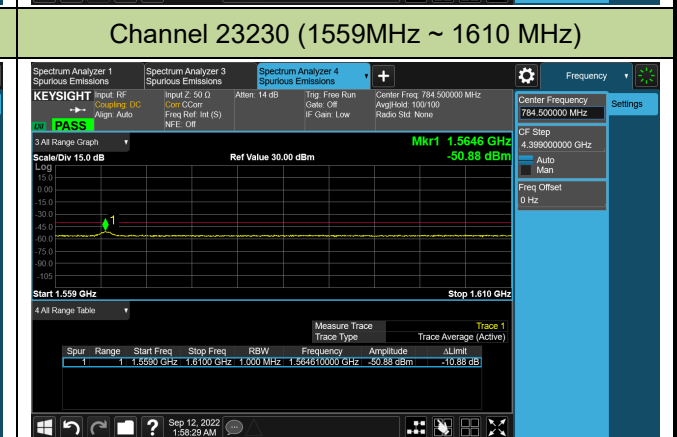 Channel 23230 (1559MHz ~ 1610 MHz)
Spectrum Analyzer 1
Spurious Emissions
Spectrum Analyzer 3
Spurious Emissions
Spectrum Analyzer 4
Spurious Emissions
Frequency
KEYSIGHT
PASS
Input: RF
Coupling: DC
Align: Auto
Input Z: 50 Ω
Corr CCorr
Freq Ref: Int (S)
NFE: Off
Atten: 14 dB
Trig: Free Run
Gate: Off
IF Gain: Low
Center Freq: 784.500000 MHz
Avg|Hold: 100/100
Radio Std: None
Center Frequency
784.500000 MHz
Settings
CF Step
4.399000000 GHz
Auto
Man
Freq Offset
0 Hz
3 All Range Graph
Mkr1 1.5646 GHz
Scale/Div 15.0 dB
Ref Value 30.00 dBm
-50.88 dBm
Log
15.0
0.00
-15.0
-30.0
-45.0
-60.0
-75.0
-90.0
-105
1
Start 1.559 GHz
Stop 1.610 GHz
4 All Range Table
Measure Trace Trace 1
Trace Type Trace Average (Active)
Spur Range Start Freq Stop Freq RBW Frequency Amplitude ΔLimit
1 1 1.5590 GHz 1.6100 GHz 1.000 MHz 1.564610000 GHz -50.88 dBm -10.88 dB
?
Sep 12, 2022
1:58:29 AM